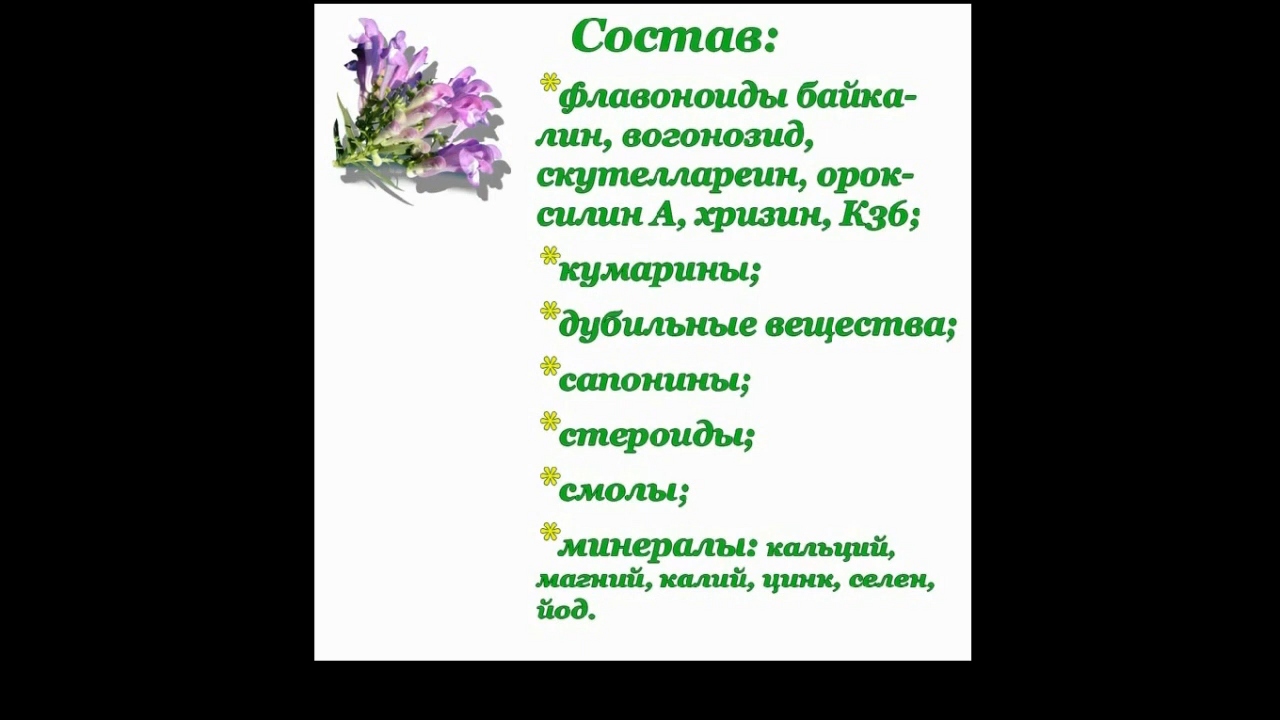 Состав:
*флавоноиды байка-
лин, вогонозид,
скутеллареин, орок-
силин А, хризин, К36;
*кумарины;
*дубильные вещества;
*сапонины;
*стероиды;
*смолы;
*минералы: кальций,
магний, калий, цинк, селен,
йод.